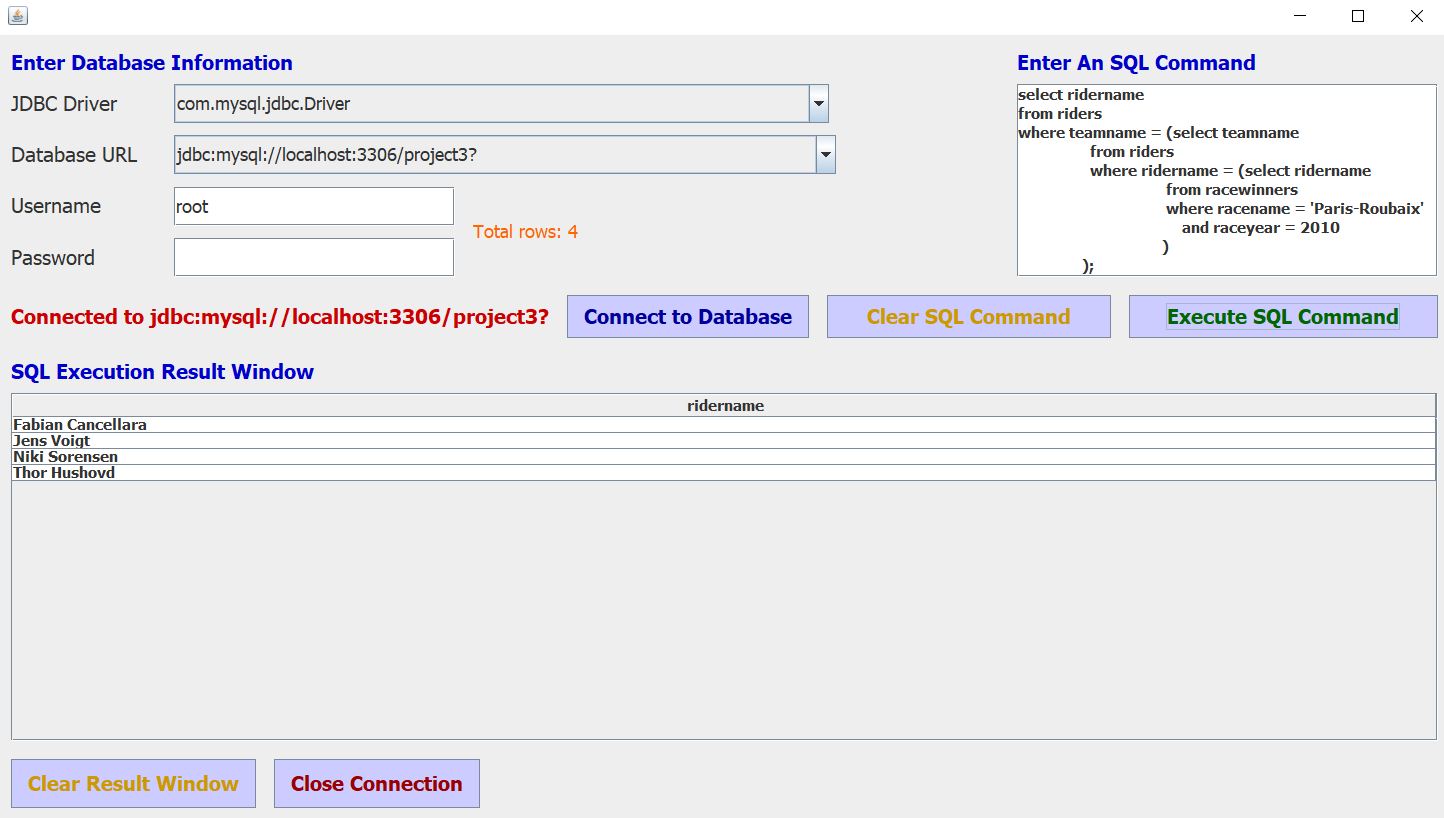 Enter Database Information
JDBC Driver
com.mysql.jdbc.Driver
Database URL
jdbc:mysql://localhost:3306/project3?
Username
root
Password
Total rows: 4
Enter An SQL Command
select ridername
from riders
where teamname = (select teamname
from riders
where ridername = (select ridername
from racewinners
where racename = 'Paris-Roubaix'
and raceyear = 2010
)
);
Connected to jdbc:mysql://localhost:3306/project3?
Connect to Database
Clear SQL Command
Execute SQL Command
SQL Execution Result Window
ridername
Fabian Cancellara
Jens Voigt
Niki Sorensen
Thor Hushovd
Clear Result Window
Close Connection